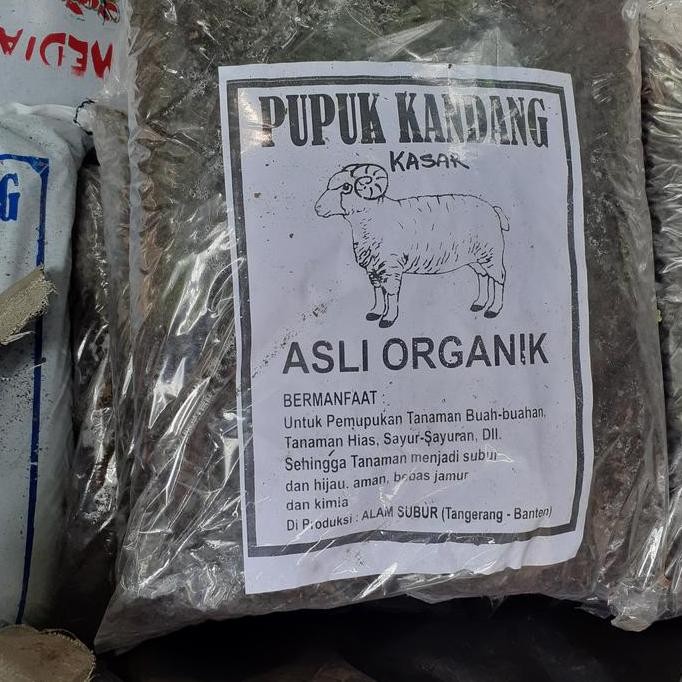 MEDIA
G
PUPUK KANDANG
KASAR
ASLI ORGANIK
BERMANFAAT :
Untuk Pemupukan Tanaman Buah-buahan,
Tanaman Hias, Sayur-Sayuran, Dll.
Sehingga Tanaman menjadi subur
dan hijau, aman, bebas jamur
dan kimia
Di Produksi : ALAM SUBUR (Tangerang - Banten)